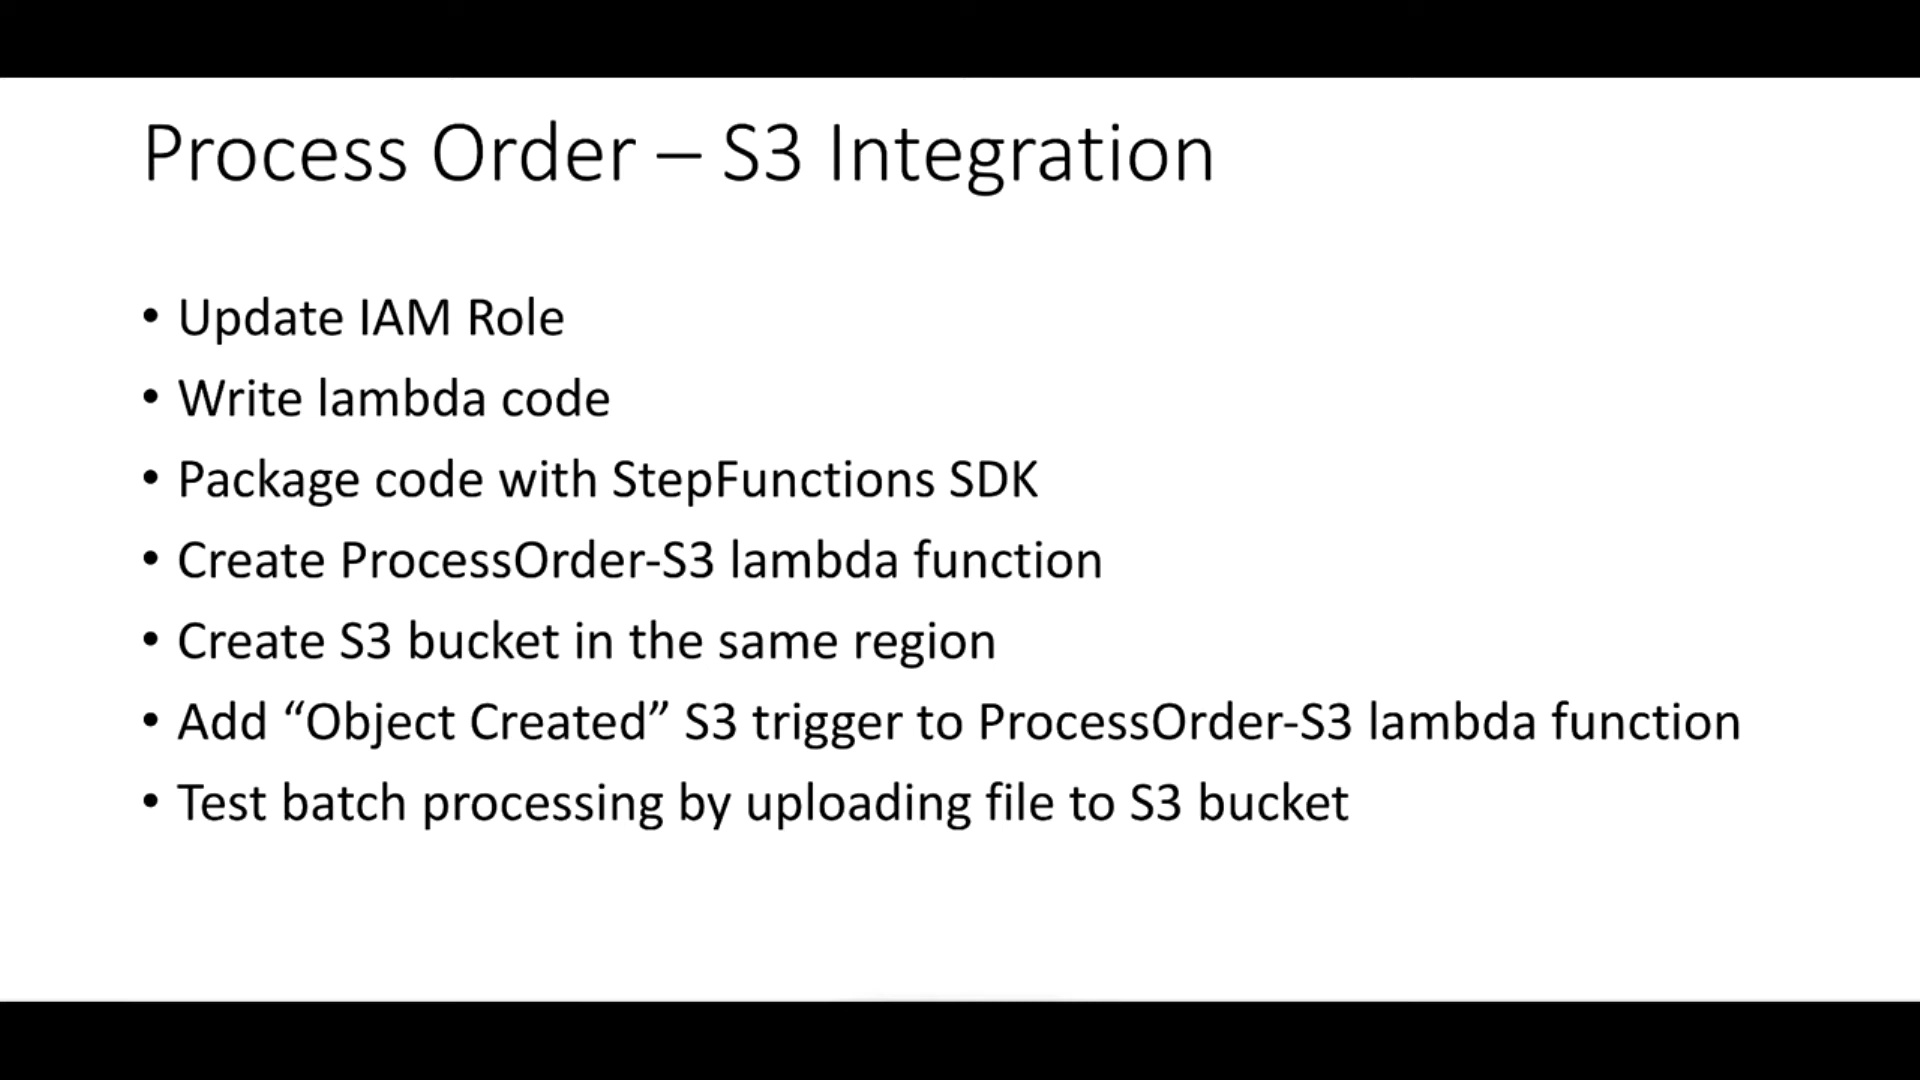 Process Order – S3 Integration
• Update IAM Role
• Write lambda code
• Package code with StepFunctions SDK
• Create ProcessOrder-S3 lambda function
• Create S3 bucket in the same region
• Add “Object Created” S3 trigger to ProcessOrder-S3 lambda function
• Test batch processing by uploading file to S3 bucket